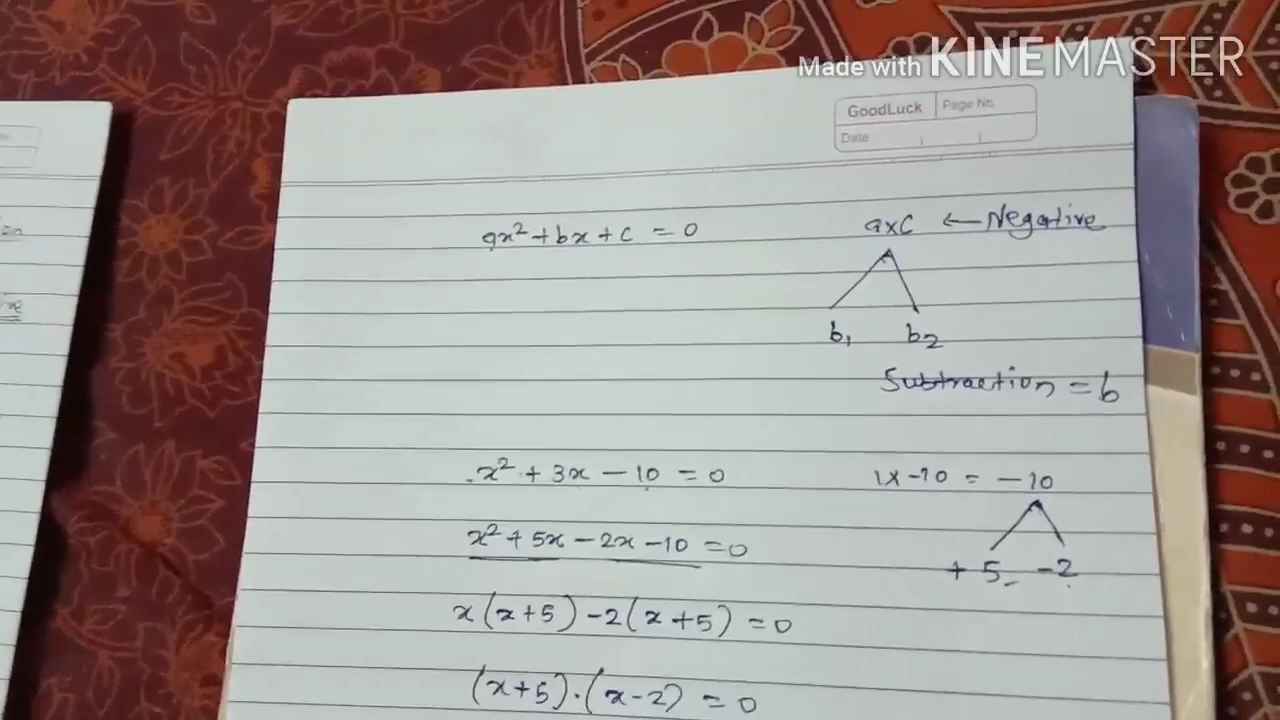 Made with KINEMASTER
GoodLuck Page No.
Date
ax² + bx + c = 0
a×c ← Negative
b₁ b₂
Subtraction = b
x² + 3x − 10 = 0
1×-10 = −10
+5 −2
x² + 5x − 2x − 10 = 0
x(x+5) − 2(x+5) = 0
(x+5)·(x−2) = 0